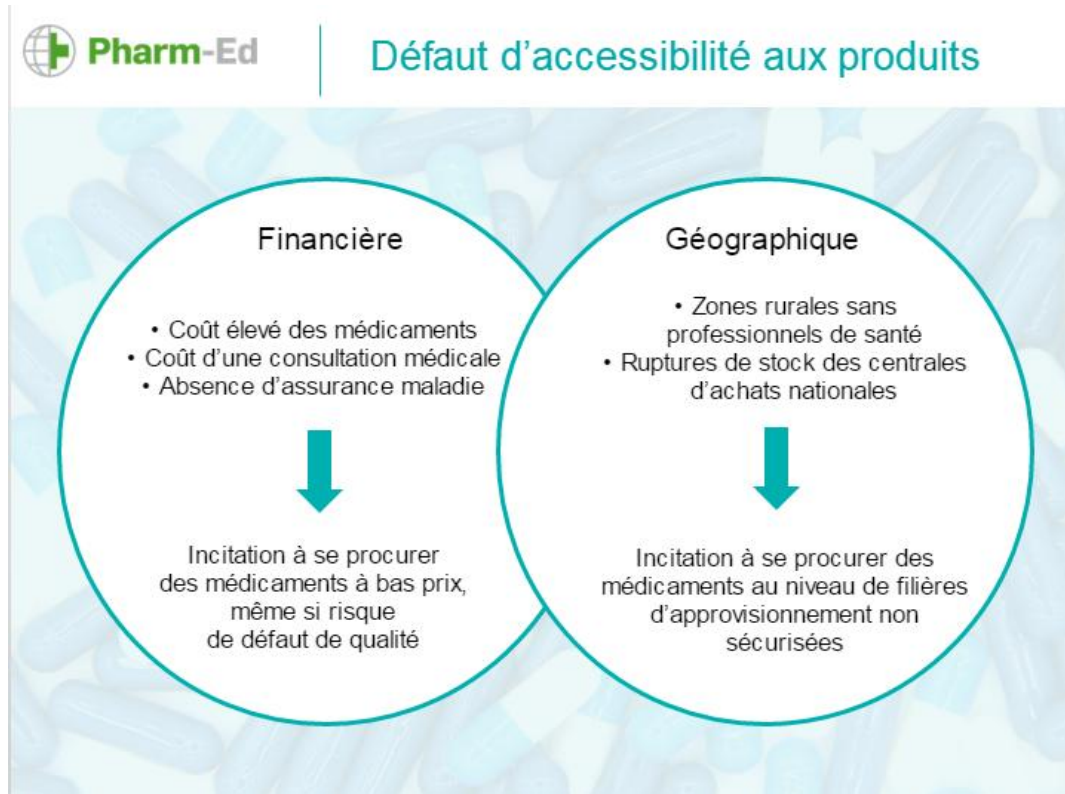 Pharm-Ed
Défaut d’accessibilité aux produits
Financière
• Coût élevé des médicaments
• Coût d’une consultation médicale
• Absence d’assurance maladie
Incitation à se procurer
des médicaments à bas prix,
même si risque
de défaut de qualité
Géographique
• Zones rurales sans
professionnels de santé
• Ruptures de stock des centrales
d’achats nationales
Incitation à se procurer des
médicaments au niveau de filières
d’approvisionnement non
sécurisées